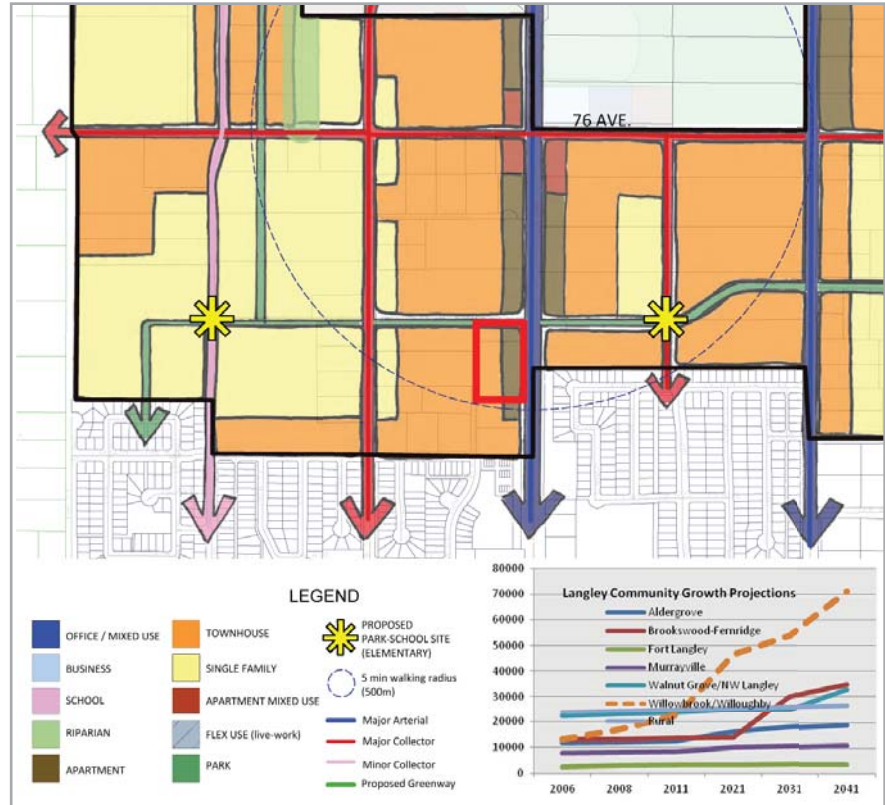 76 AVE.
LEGEND
OFFICE / MIXED USE
BUSINESS
SCHOOL
RIPARIAN
APARTMENT
TOWNHOUSE
SINGLE FAMILY
APARTMENT MIXED USE
FLEX USE (live-work)
PARK
PROPOSED
PARK-SCHOOL SITE
(ELEMENTARY)
5 min walking radius
(500m)
Major Arterial
Major Collector
Minor Collector
Proposed Greenway
Langley Community Growth Projections
Aldergrove
Brookswood-Fernridge
Fort Langley
Murrayville
Walnut Grove/NW Langley
Willowbrook/Willoughby
Rural
80000
70000
60000
50000
40000
30000
20000
10000
0
2006 2008 2011 2021 2031 2041